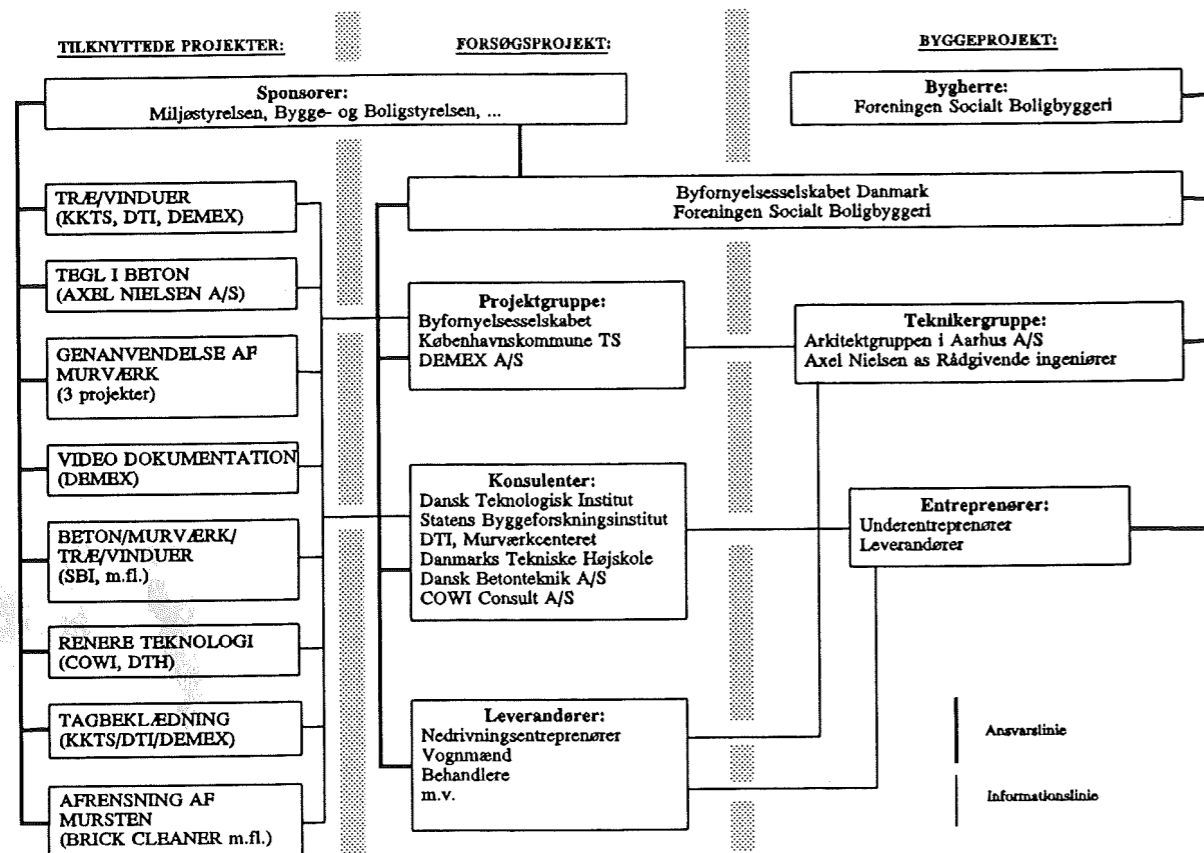 TILKNYTTEDE PROJEKTER:
FORSØGSPROJEKT:
BYGGEPROJEKT:
Sponsorer:
Miljøstyrelsen, Bygge- og Boligstyrelsen, ...
Bygherre:
Foreningen Socialt Boligbyggeri
Byfornyelsesselskabet Danmark
Foreningen Socialt Boligbyggeri
TRÆ/VINDUER
(KKTS, DTI, DEMEX)
TEGL I BETON
(AXEL NIELSEN A/S)
GENANVENDELSE AF
MURVÆRK
(3 projekter)
VIDEO DOKUMENTATION
(DEMEX)
BETON/MURVÆRK/
TRÆ/VINDUER
(SBI, m.fl.)
RENERE TEKNOLOGI
(COWI, DTH)
TAGBEKLÆDNING
(KKTS/DTI/DEMEX)
AFRENSNING AF
MURSTEN
(BRICK CLEANER m.fl.)
Projektgruppe:
Byfornyelsesselskabet
Københavnskommune TS
DEMEX A/S
Konsulenter:
Dansk Teknologisk Institut
Statens Byggeforskningsinstitut
DTI, Murværkcenteret
Danmarks Tekniske Højskole
Dansk Betonteknik A/S
COWI Consult A/S
Leverandører:
Nedrivningsentreprenører
Vognmænd
Behandlere
m.v.
Teknikergruppe:
Arkitektgruppen i Aarhus A/S
Axel Nielsen as Rådgivende ingeniører
Entreprenører:
Underentreprenører
Leverandører
Ansvarslinie
Informationslinie